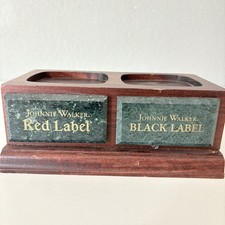 JOHNNIE WALKER.
Red Label
JOHNNIE WALKER.
BLACK LABEL